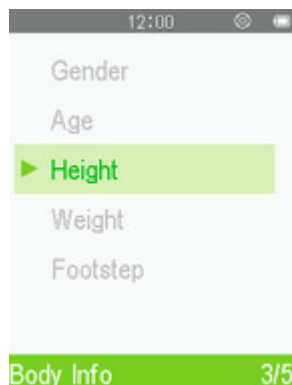 12:00
Gender
Age
Height
Weight
Footstep
Body Info 3/5